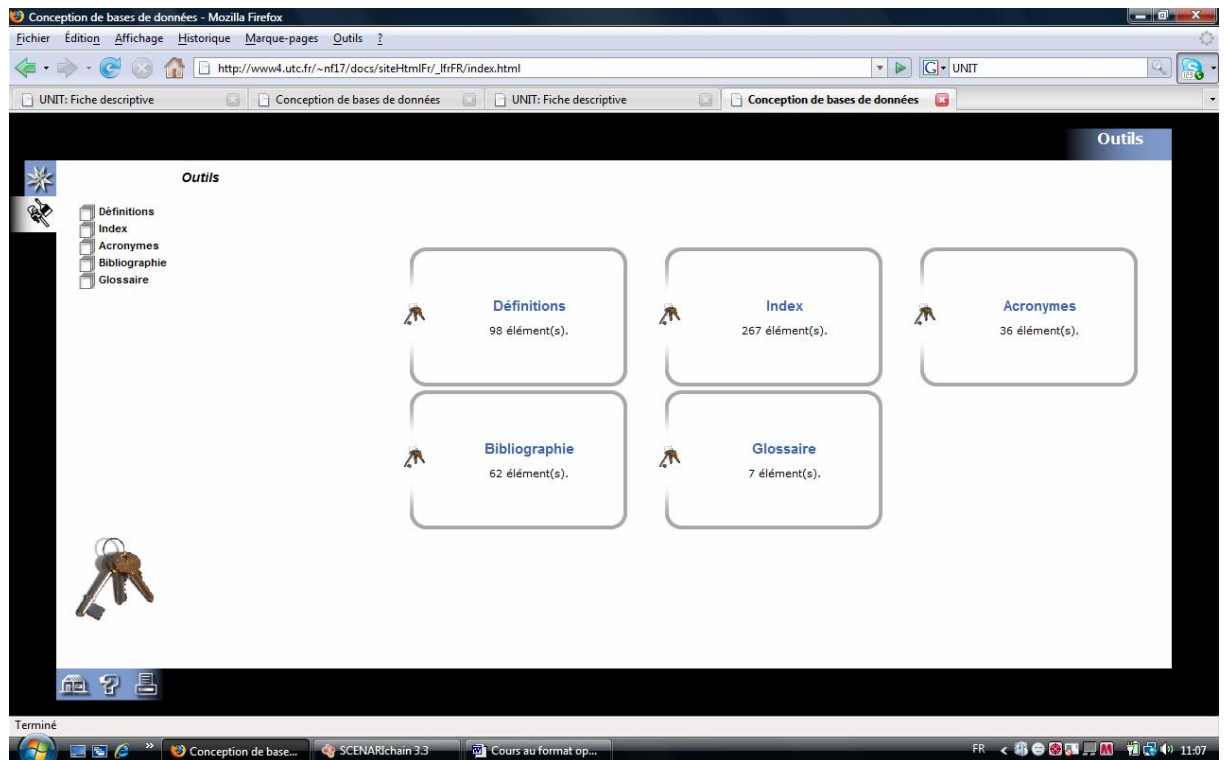 Conception de bases de données - Mozilla Firefox
Fichier Édition Affichage Historique Marque-pages Outils ?
http://www4.utc.fr/~nf17/docs/siteHtmlFr/_lfrFR/index.html
G UNIT
UNIT: Fiche descriptive
Conception de bases de données
UNIT: Fiche descriptive
Conception de bases de données
Outils
Outils
Définitions
Index
Acronymes
Bibliographie
Glossaire
Définitions
98 élément(s).
Index
267 élément(s).
Acronymes
36 élément(s).
Bibliographie
62 élément(s).
Glossaire
7 élément(s).
Terminé
Conception de base...
SCENARIchain 3.3
Cours au format op...
FR
11:07